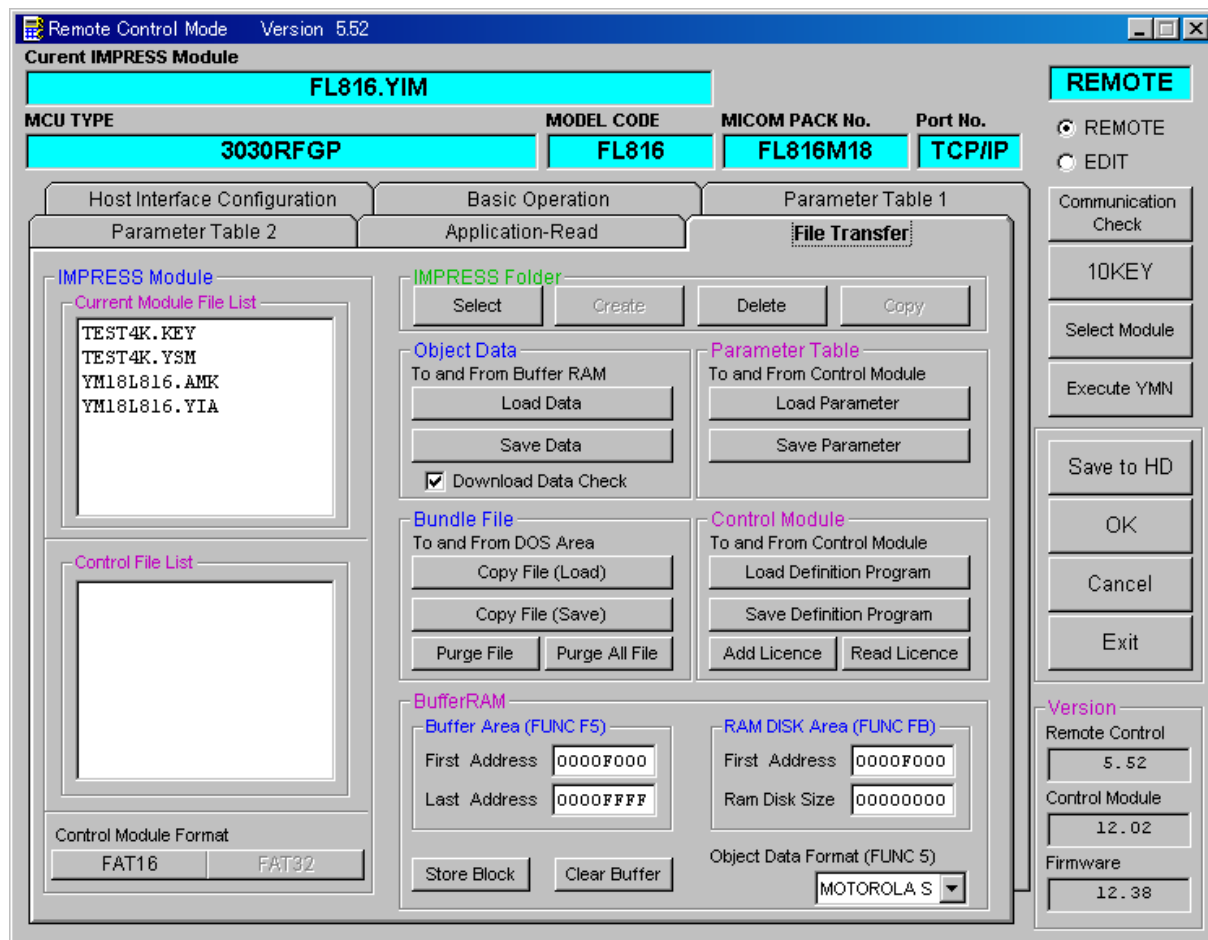 Remote Control Mode Version 5.52
Curent IMPRESS Module
FL816.YIM
REMOTE
MCU TYPE MODEL CODE MICOM PACK No. Port No.
3030RFGP FL816 FL816M18 TCP/IP
REMOTE
EDIT
Host Interface Configuration Basic Operation Parameter Table 1
Parameter Table 2 Application-Read File Transfer
Communication
Check
10KEY
Select Module
Execute YMN
Save to HD
OK
Cancel
Exit
IMPRESS Module
Current Module File List
TEST4K.KEY
TEST4K.YSM
YM18L816.AMK
YM18L816.YIA
Control File List
Control Module Format
FAT16 FAT32
IMPRESS Folder
Select Create Delete Copy
Object Data
To and From Buffer RAM
Load Data
Save Data
Download Data Check
Parameter Table
To and From Control Module
Load Parameter
Save Parameter
Bundle File
To and From DOS Area
Copy File (Load)
Copy File (Save)
Purge File Purge All File
Control Module
To and From Control Module
Load Definition Program
Save Definition Program
Add Licence Read Licence
BufferRAM
Buffer Area (FUNC F5)
First Address 0000F000
Last Address 0000FFFF
RAM DISK Area (FUNC FB)
First Address 0000F000
Ram Disk Size 00000000
Store Block Clear Buffer
Object Data Format (FUNC 5)
MOTOROLA S
Version
Remote Control
5.52
Control Module
12.02
Firmware
12.38